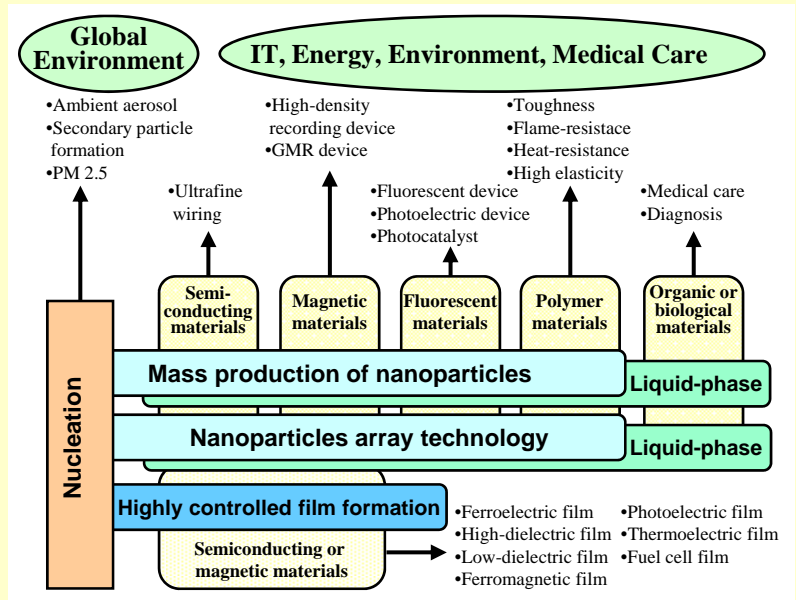 Global
Environment
IT, Energy, Environment, Medical Care
•Ambient aerosol
•Secondary particle
formation
•PM 2.5
•Ultrafine
wiring
•High-density
recording device
•GMR device
•Fluorescent device
•Photoelectric device
•Photocatalyst
•Toughness
•Flame-resistace
•Heat-resistance
•High elasticity
•Medical care
•Diagnosis
Semi-
conducting
materials
Magnetic
materials
Fluorescent
materials
Polymer
materials
Organic or
biological
materials
Nucleation
Mass production of nanoparticles
Liquid-phase
Nanoparticles array technology
Liquid-phase
Highly controlled film formation
Semiconducting or
magnetic materials
•Ferroelectric film
•High-dielectric film
•Low-dielectric film
•Ferromagnetic film
•Photoelectric film
•Thermoelectric film
•Fuel cell film